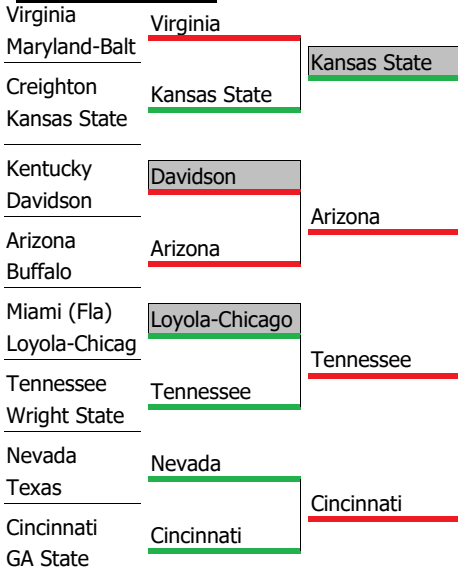 Virginia
Maryland-Balt
Creighton
Kansas State
Kentucky
Davidson
Arizona
Buffalo
Miami (Fla)
Loyola-Chicag
Tennessee
Wright State
Nevada
Texas
Cincinnati
GA State
Virginia
Kansas State
Davidson
Arizona
Loyola-Chicago
Tennessee
Nevada
Cincinnati
Kansas State
Arizona
Tennessee
Cincinnati